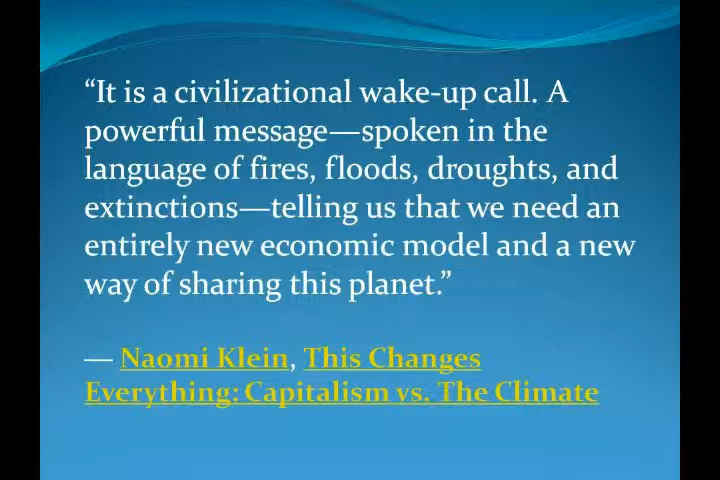 “It is a civilizational wake-up call. A
powerful message—spoken in the
language of fires, floods, droughts, and
extinctions—telling us that we need an
entirely new economic model and a new
way of sharing this planet.”
— Naomi Klein, This Changes
Everything: Capitalism vs. The Climate